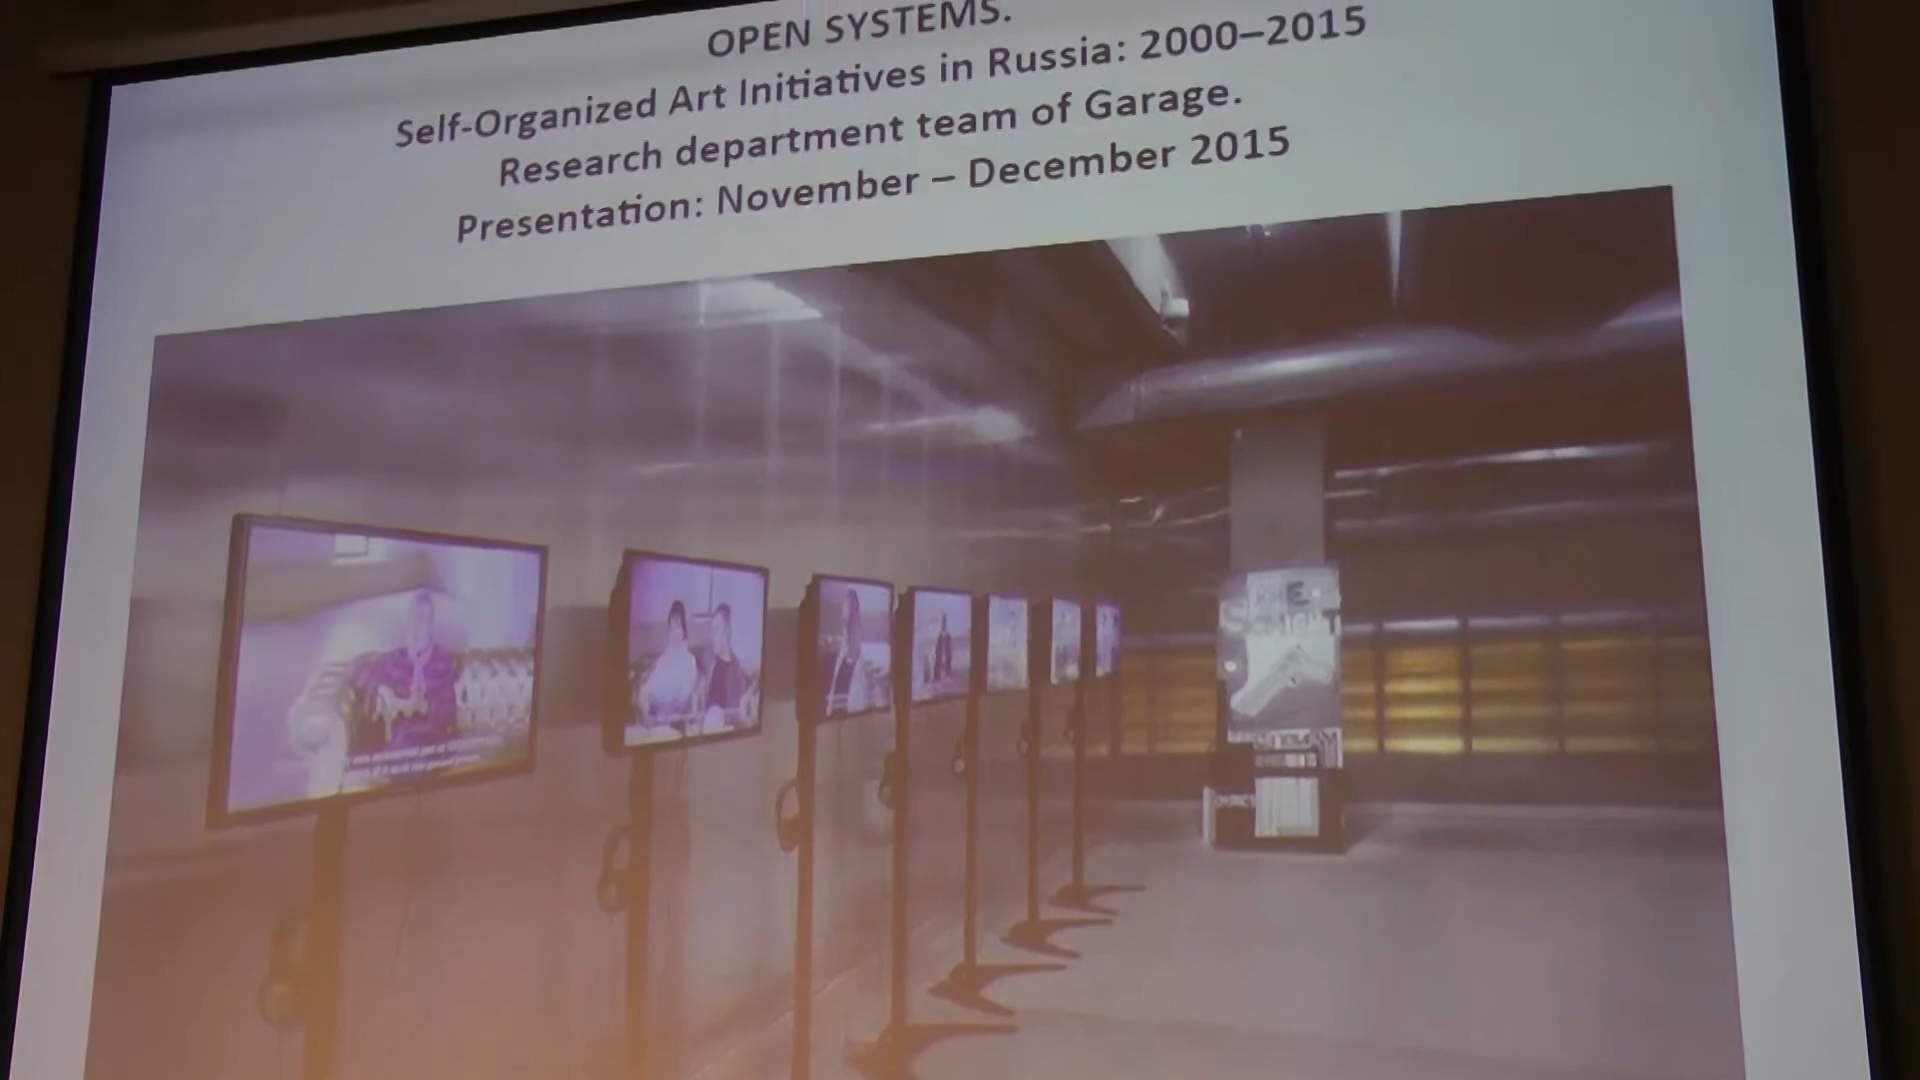 OPEN SYSTEMS.
Self-Organized Art Initiatives in Russia: 2000–2015
Research department team of Garage.
Presentation: November – December 2015